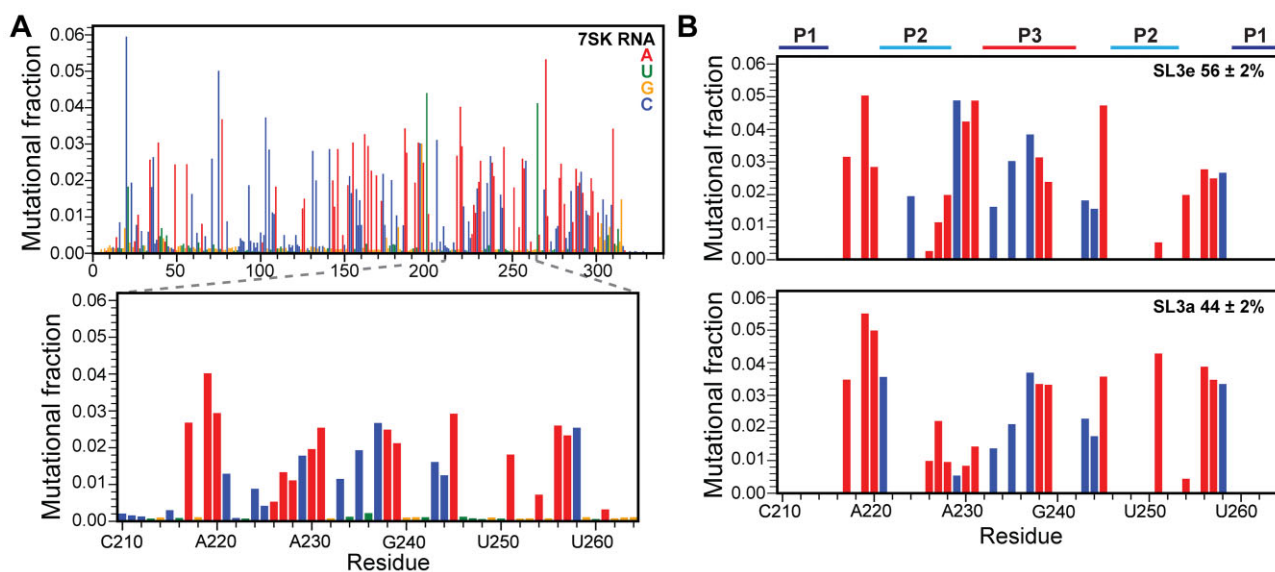 A
7SK RNA
A
U
G
C
Mutational fraction
0.06
0.05
0.04
0.03
0.02
0.01
0.00
0 50 100 150 200 250 300
Mutational fraction
0.06
0.05
0.04
0.03
0.02
0.01
0.00
C210 A220 A230 G240 U250 U260
Residue
B
P1 P2 P3 P2 P1
SL3e 56 ± 2%
Mutational fraction
0.06
0.05
0.04
0.03
0.02
0.01
0.00
SL3a 44 ± 2%
Mutational fraction
0.06
0.05
0.04
0.03
0.02
0.01
0.00
C210 A220 A230 G240 U250 U260
Residue